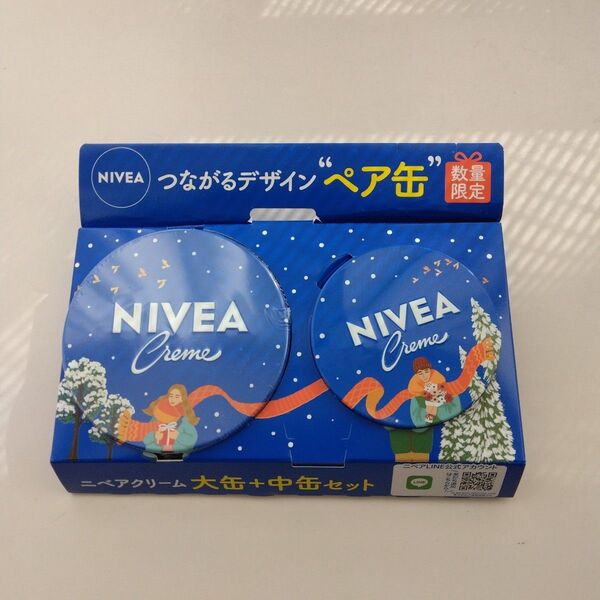 NIVEA
つながるデザイン“ペア缶”
数量
限定
NIVEA
Creme
NIVEA
Creme
ニベアクリーム 大缶+中缶セット
ニベアLINE公式アカウント
LINE